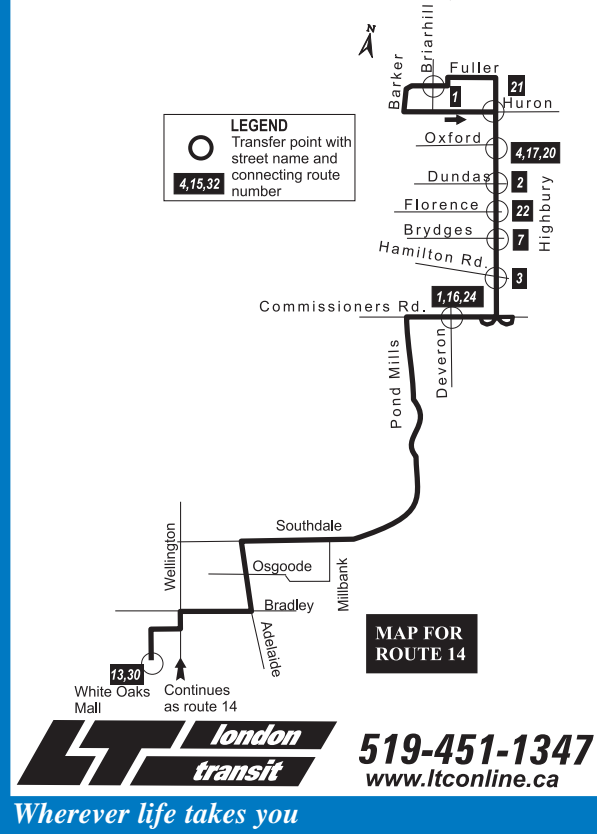 N
Briarhill
Barker
Fuller
1
21
Huron
LEGEND
Transfer point with
street name and
connecting route
number
4,15,32
Oxford
4,17,20
Dundas
2
Florence
22
Highbury
Brydges
7
Hamilton Rd.
3
1,16,24
Commissioners Rd.
Pond Mills
Deveron
Southdale
Wellington
Osgoode
Millbank
Bradley
Adelaide
MAP FOR
ROUTE 14
13,30
White Oaks
Mall
Continues
as route 14
LT london
transit
519-451-1347
www.ltconline.ca
Wherever life takes you